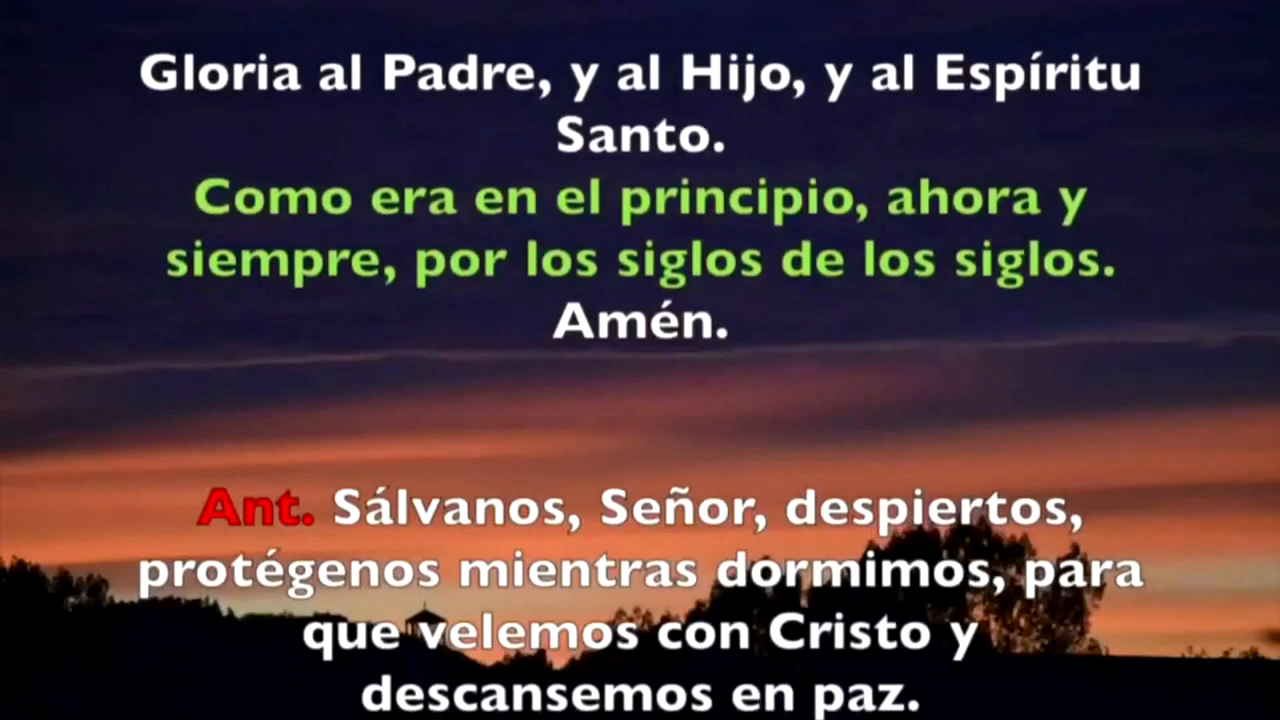 Gloria al Padre, y al Hijo, y al Espíritu
Santo.
Como era en el principio, ahora y
siempre, por los siglos de los siglos.
Amén.
Ant. Sálvanos, Señor, despiertos,
protégenos mientras dormimos, para
que velemos con Cristo y
descansemos en paz.